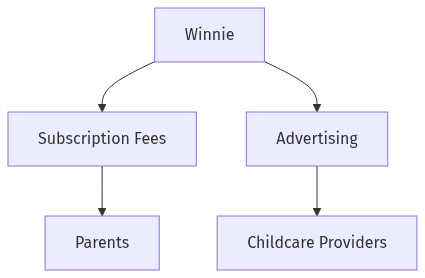 Winnie
Subscription Fees
Advertising
Parents
Childcare Providers